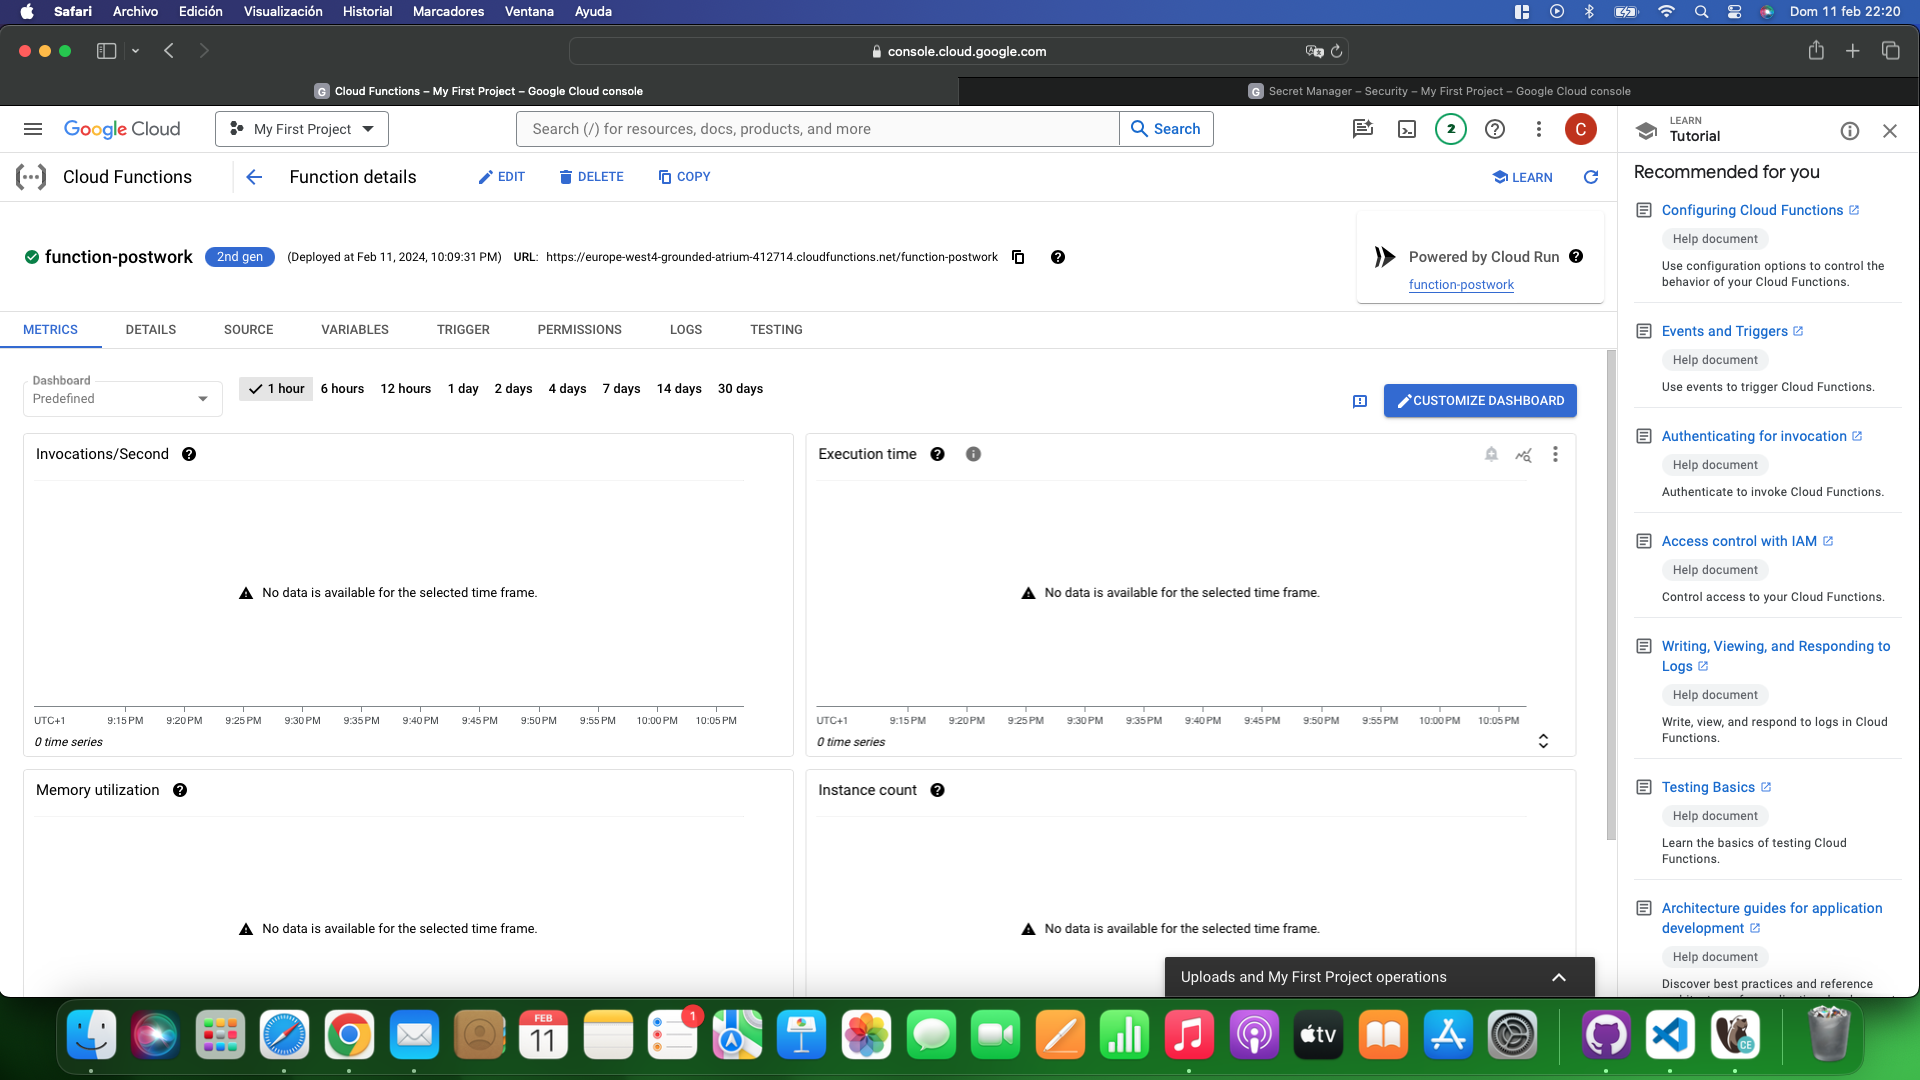 Safari Archivo Edición Visualización Historial Marcadores Ventana Ayuda Dom 11 feb 22:20
console.cloud.google.com
G Cloud Functions – My First Project – Google Cloud console
G Secret Manager – Security – My First Project – Google Cloud console
Google Cloud My First Project Search (/) for resources, docs, products, and more Search 2 C
LEARN
Tutorial
Cloud Functions Function details EDIT DELETE COPY LEARN
function-postwork 2nd gen (Deployed at Feb 11, 2024, 10:09:31 PM) URL: https://europe-west4-grounded-atrium-412714.cloudfunctions.net/function-postwork
Powered by Cloud Run
function-postwork
METRICS DETAILS SOURCE VARIABLES TRIGGER PERMISSIONS LOGS TESTING
Dashboard
Predefined
1 hour 6 hours 12 hours 1 day 2 days 4 days 7 days 14 days 30 days
CUSTOMIZE DASHBOARD
Invocations/Second
No data is available for the selected time frame.
UTC+1 9:15 PM 9:20 PM 9:25 PM 9:30 PM 9:35 PM 9:40 PM 9:45 PM 9:50 PM 9:55 PM 10:00 PM 10:05 PM
0 time series
Execution time
No data is available for the selected time frame.
UTC+1 9:15 PM 9:20 PM 9:25 PM 9:30 PM 9:35 PM 9:40 PM 9:45 PM 9:50 PM 9:55 PM 10:00 PM 10:05 PM
0 time series
Memory utilization
No data is available for the selected time frame.
Instance count
No data is available for the selected time frame.
Uploads and My First Project operations
Recommended for you
Configuring Cloud Functions
Help document
Use configuration options to control the
behavior of your Cloud Functions.
Events and Triggers
Help document
Use events to trigger Cloud Functions.
Authenticating for invocation
Help document
Authenticate to invoke Cloud Functions.
Access control with IAM
Help document
Control access to your Cloud Functions.
Writing, Viewing, and Responding to
Logs
Help document
Write, view, and respond to logs in Cloud
Functions.
Testing Basics
Help document
Learn the basics of testing Cloud
Functions.
Architecture guides for application
development
Help document
Discover best practices and reference
FEB
11
1
tv
CE